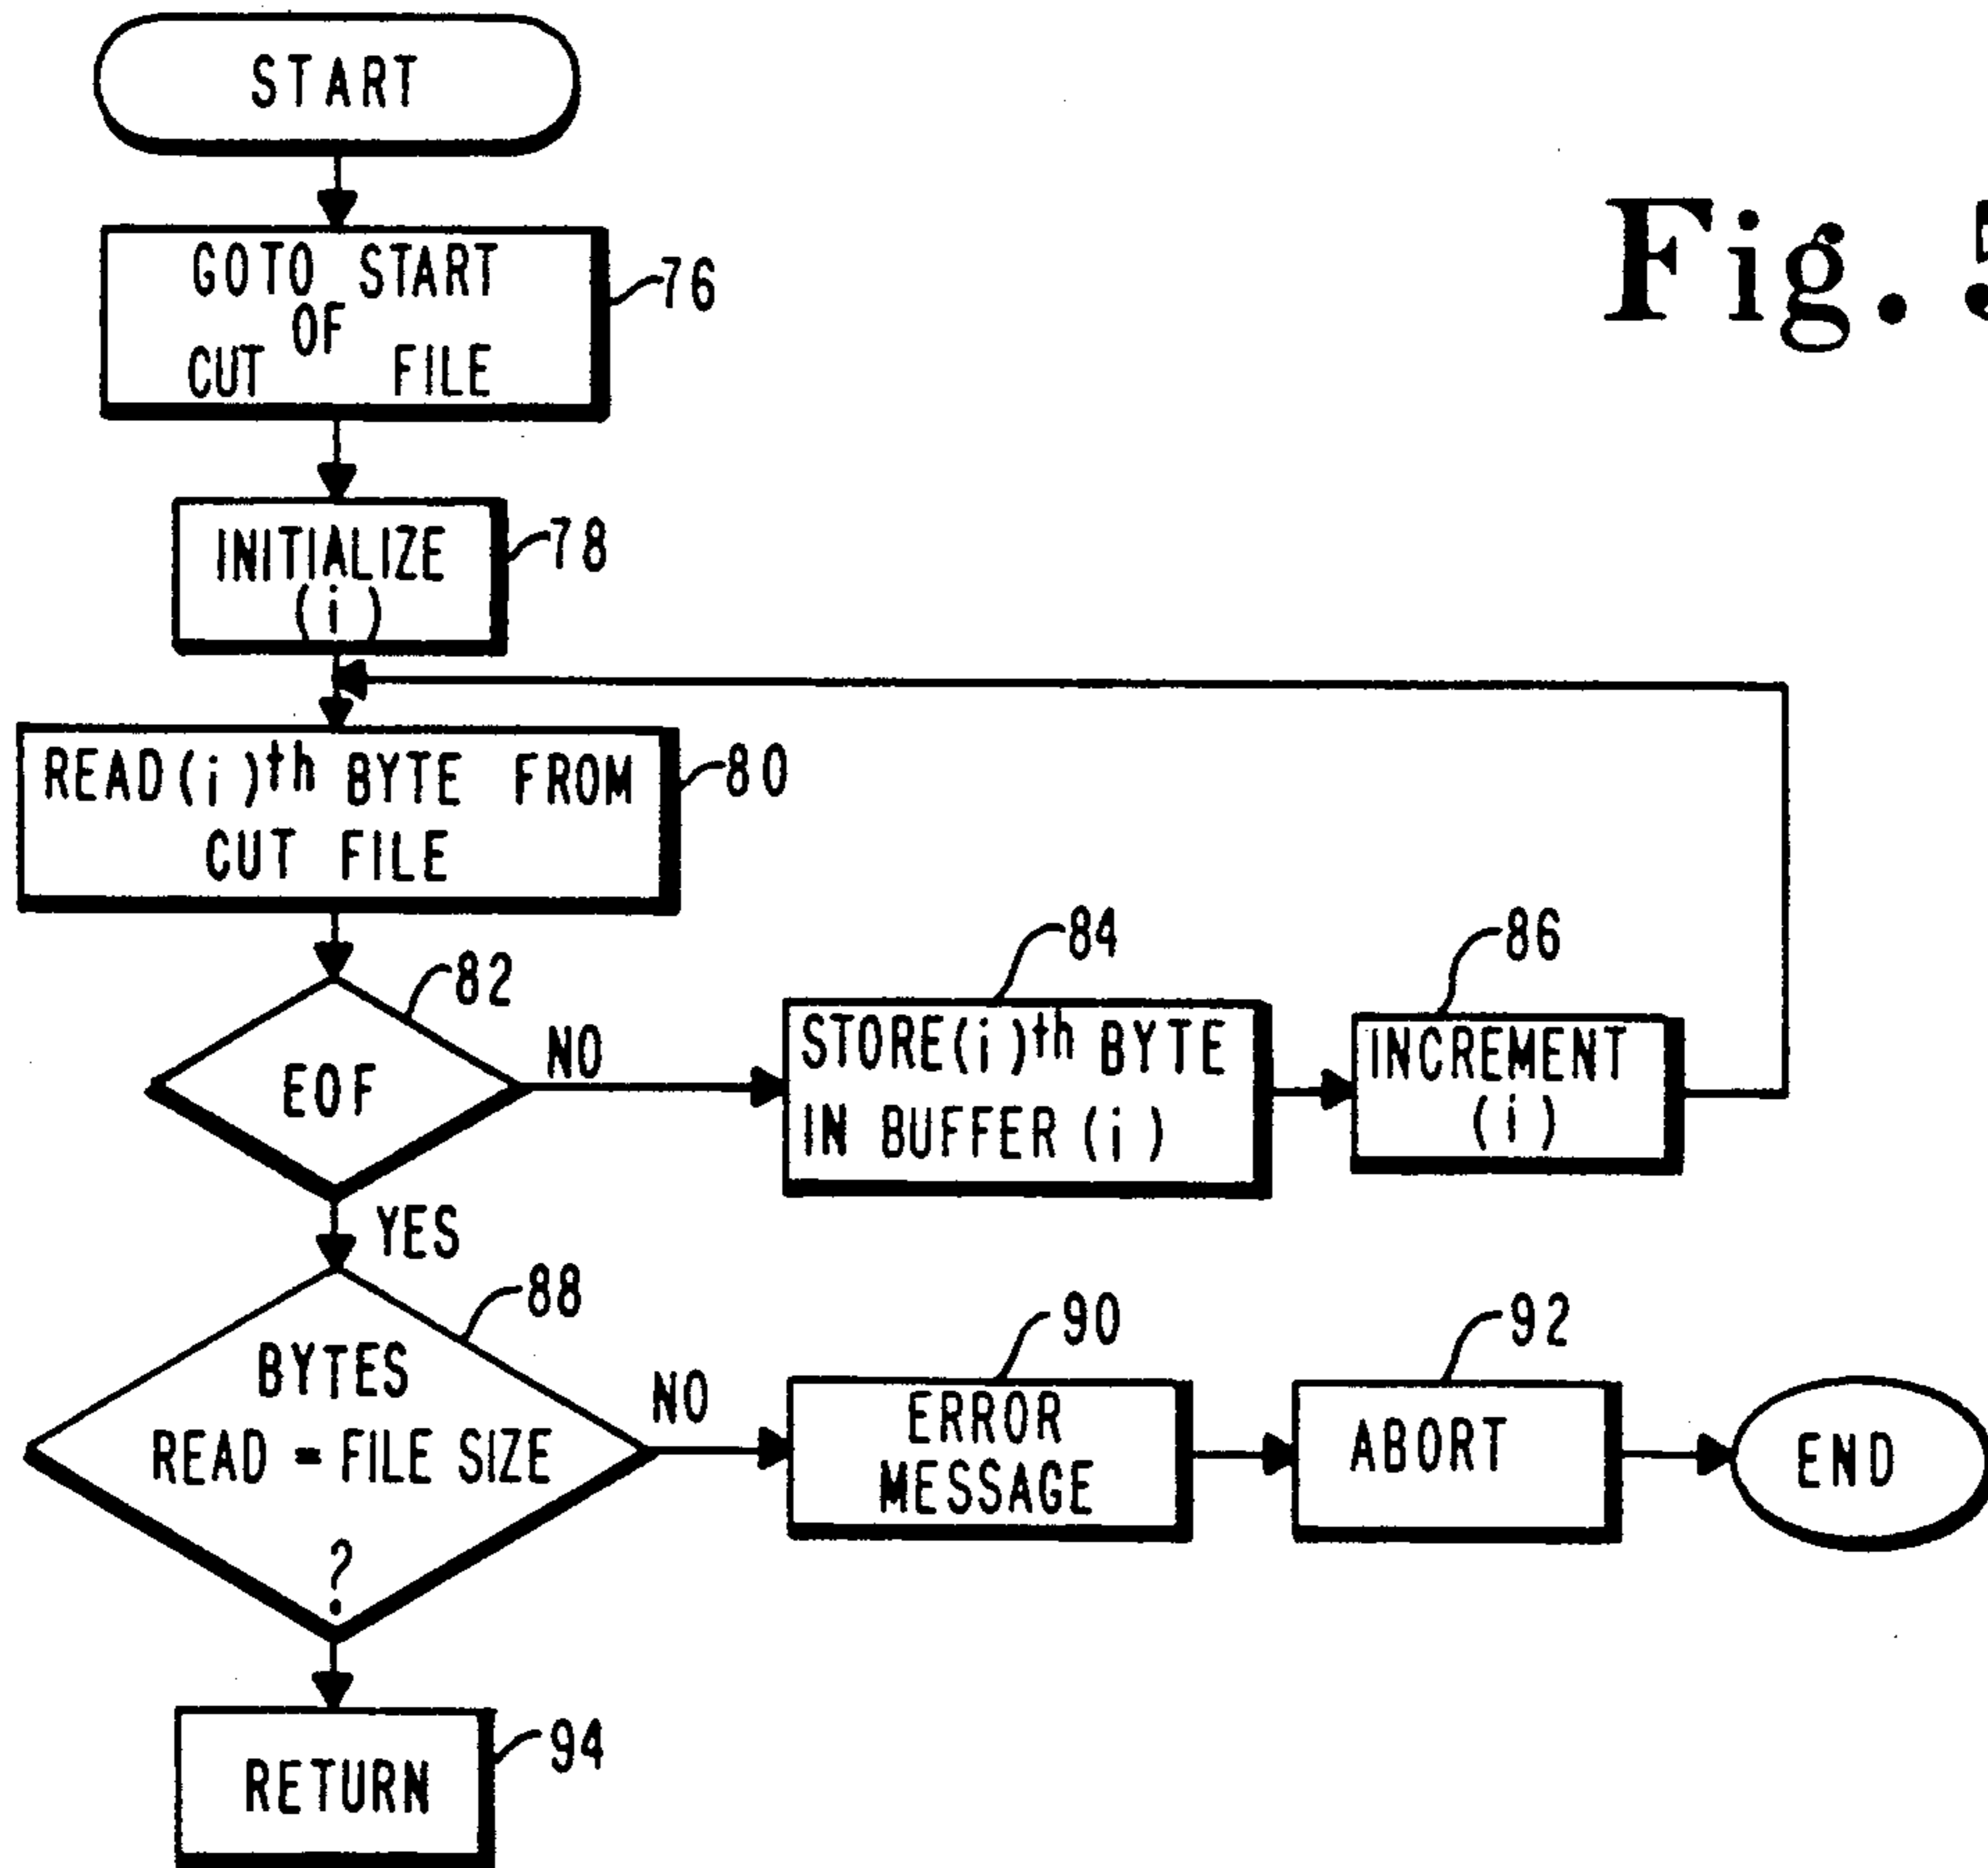 START
Fig. 5
GOTO START
OF
CUT FILE
76
INITIALIZE
(i)
78
READ(i)th BYTE FROM
CUT FILE
80
EOF
82
NO
STORE(i)th BYTE
IN BUFFER(i)
84
INCREMENT
(i)
86
YES
BYTES
READ = FILE SIZE
?
88
NO
ERROR
MESSAGE
90
ABORT
92
END
RETURN
94